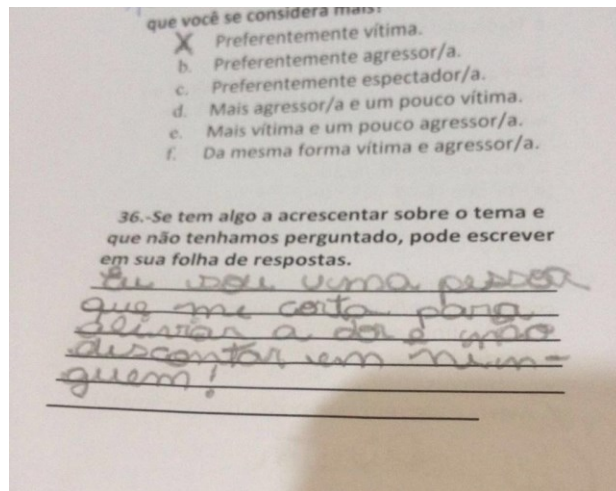 que você se considera mais?
X Preferentemente vítima.
b. Preferentemente agressor/a.
c. Preferentemente espectador/a.
d. Mais agressor/a e um pouco vítima.
e. Mais vítima e um pouco agressor/a.
f. Da mesma forma vítima e agressor/a.
36.-Se tem algo a acrescentar sobre o tema e
que não tenhamos perguntado, pode escrever
em sua folha de respostas.
Eu sou uma pessoa
que me corta para
aliviar a dor e não
descontar em nin-
guem!